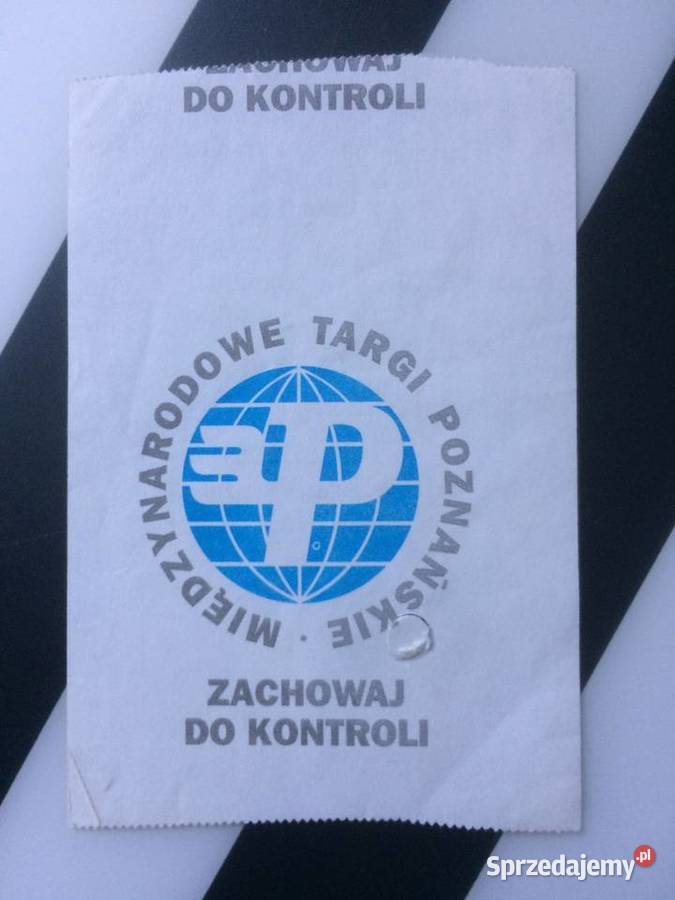 ZACHOWAJ
DO KONTROLI
MIĘDZYNARODOWE TARGI POZNAŃSKIE ·
P
ZACHOWAJ
DO KONTROLI
Sprzedajemy.pl